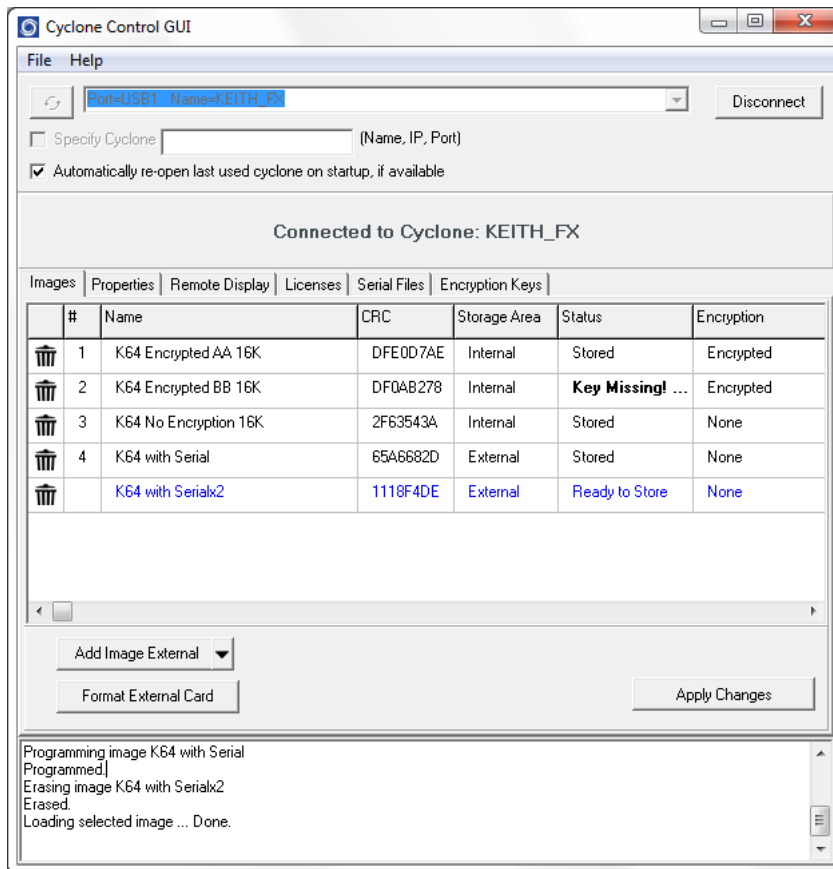 Cyclone Control GUI
File Help
Port=USB1 Name=KEITH_FX
Disconnect
Specify Cyclone (Name, IP, Port)
Automatically re-open last used cyclone on startup, if available
Connected to Cyclone: KEITH_FX
Images Properties Remote Display Licenses Serial Files Encryption Keys
# Name CRC Storage Area Status Encryption
1 K64 Encrypted AA 16K DFE0D7AE Internal Stored Encrypted
2 K64 Encrypted BB 16K DF0AB278 Internal Key Missing! ... Encrypted
3 K64 No Encryption 16K 2F63543A Internal Stored None
4 K64 with Serial 65A6682D External Stored None
K64 with Serialx2 1118F4DE External Ready to Store None
Add Image External
Format External Card Apply Changes
Programming image K64 with Serial
Programmed.
Erasing image K64 with Serialx2
Erased.
Loading selected image ... Done.